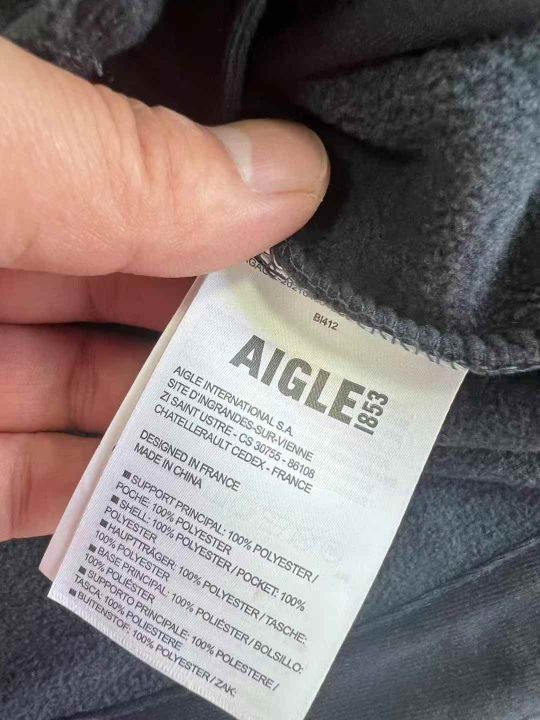 BI412
AIGLE
1853
AIGLE INTERNATIONAL S.A.
SITE D'INGRANDES-SUR-VIENNE
ZI SAINT USTRE - CS 30755 - 86108
CHATELLERAULT CEDEX - FRANCE
DESIGNED IN FRANCE
MADE IN CHINA
■ SUPPORT PRINCIPAL: 100% POLYESTER /
POCHE: 100% POLYESTER
■ SHELL: 100% POLYESTER / POCKET: 100%
POLYESTER
■ HAUPTTRÄGER: 100% POLYESTER / TASCHE:
100% POLYESTER
■ BASE PRINCIPAL: 100% POLIÉSTER / BOLSILLO:
100% POLIÉSTER
■ SUPPORTO PRINCIPALE: 100% POLESTERE /
TASCA: 100% POLIESTERE
■ BUITENSTOF: 100% POLYESTER / ZAK: